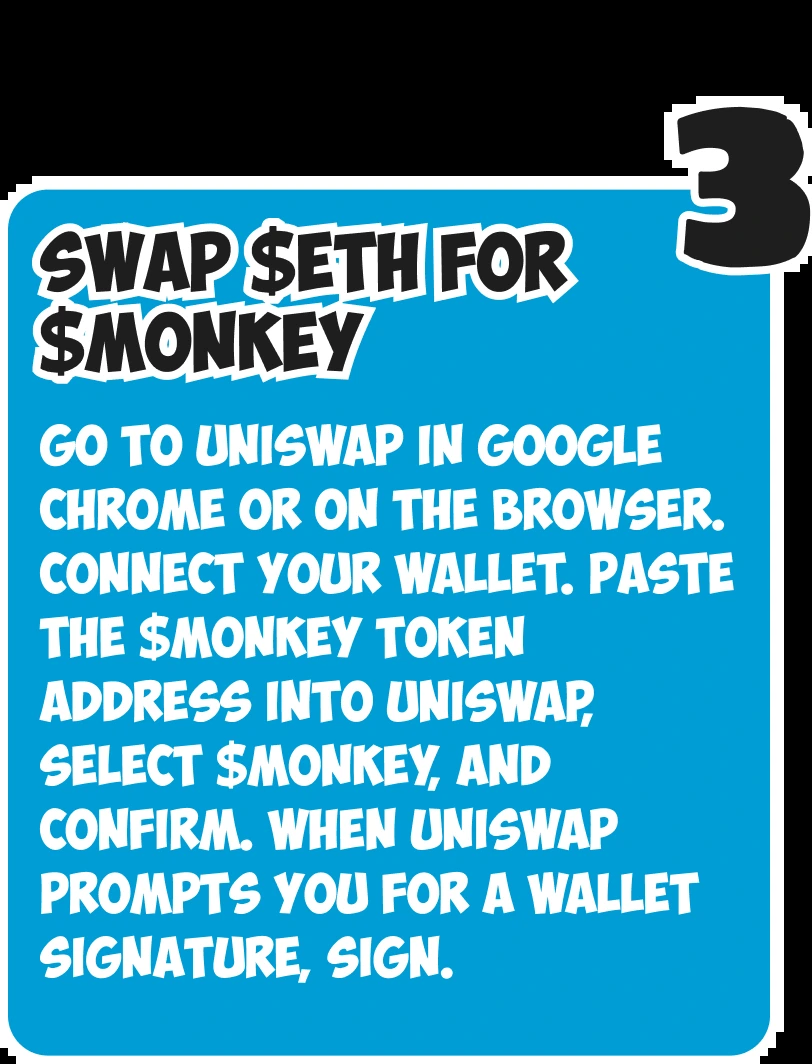 3
SWAP $ETH FOR
$MONKEY
GO TO UNISWAP IN GOOGLE
CHROME OR ON THE BROWSER.
CONNECT YOUR WALLET. PASTE
THE $MONKEY TOKEN
ADDRESS INTO UNISWAP,
SELECT $MONKEY, AND
CONFIRM. WHEN UNISWAP
PROMPTS YOU FOR A WALLET
SIGNATURE, SIGN.